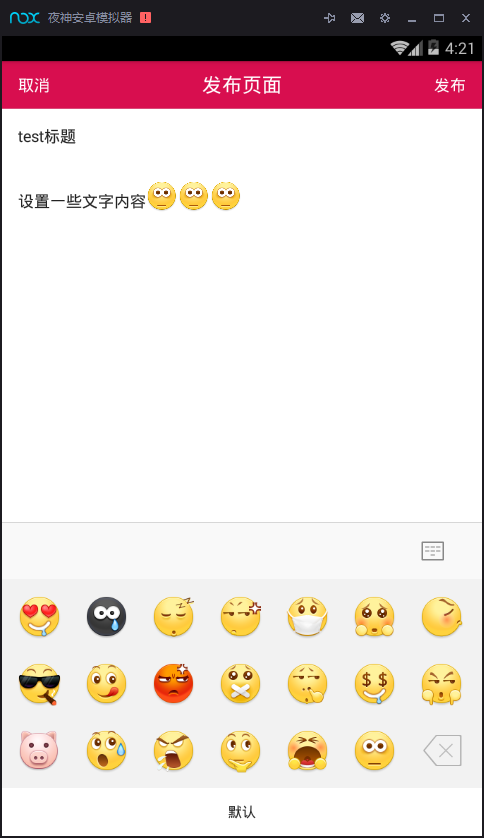 nox 夜神安卓模拟器 !
4:21
取消 发布页面 发布
test标题
设置一些文字内容
默认